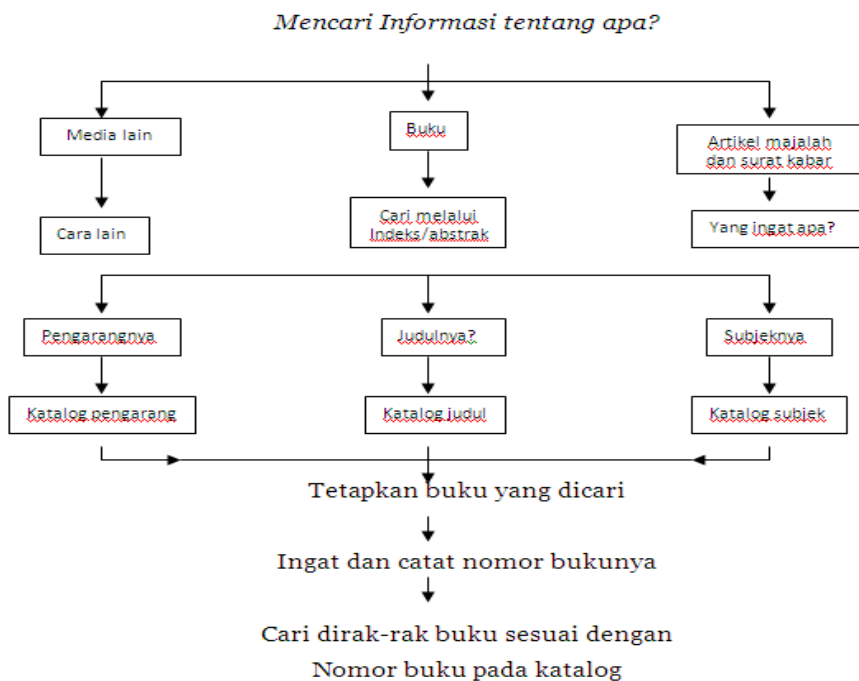 Mencari Informasi tentang apa?
Media lain
Buku
Artikel majalah
dan surat kabar
Cara lain
Cari melalui
Indeks/abstrak
Yang ingat apa?
Pengarangnya
Judulnya?
Subjeknya
Katalog pengarang
Katalog judul
Katalog subjek
Tetapkan buku yang dicari
Ingat dan catat nomor bukunya
Cari dirak-rak buku sesuai dengan
Nomor buku pada katalog